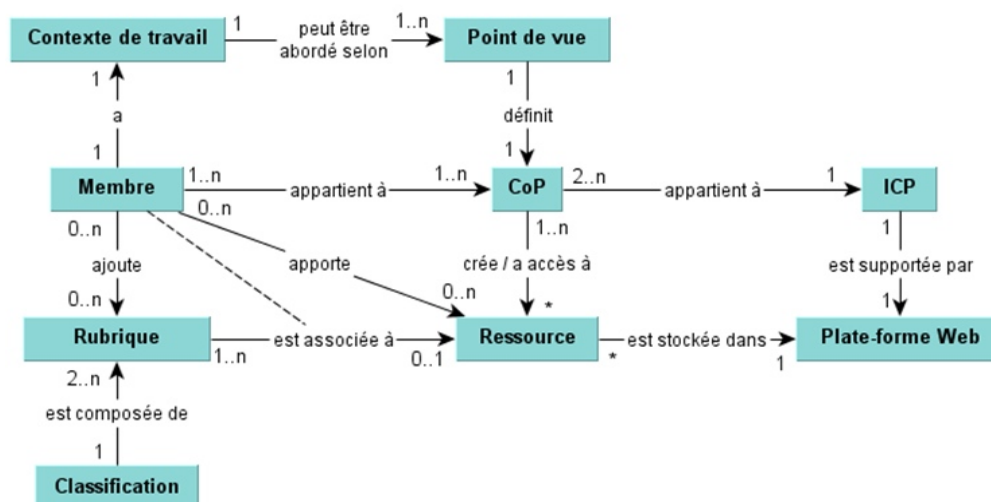 Contexte de travail
1
peut être
abordé selon
1..n
Point de vue
1
a
1
1
définit
1
Membre
1..n
appartient à
1..n
CoP
2..n
appartient à
1
ICP
0..n
0..n
1..n
1
ajoute
apporte
crée / a accès à
est supportée par
0..n
0..n
*
1
Rubrique
1..n
est associée à
0..1
Ressource
*
est stockée dans
1
Plate-forme Web
2..n
est composée de
1
Classification